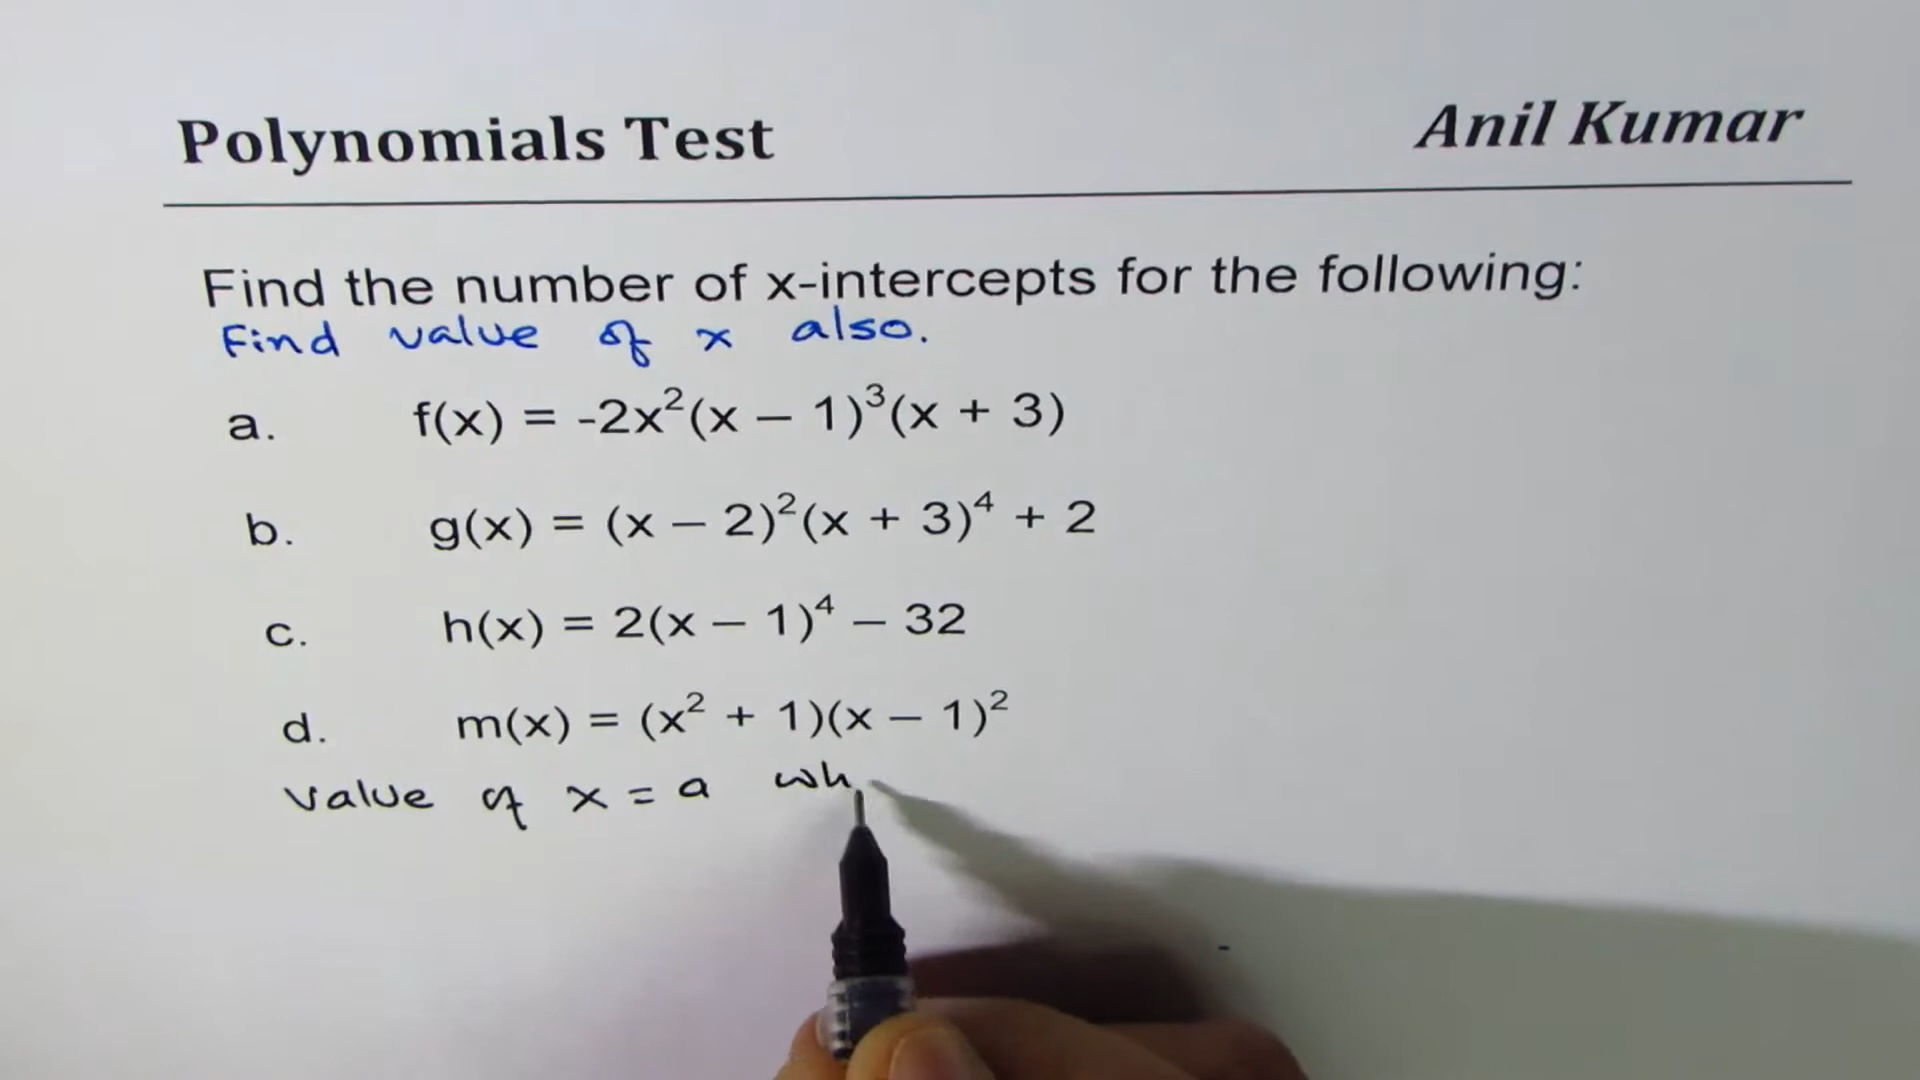 Polynomials Test Anil Kumar
Find the number of x-intercepts for the following:
Find value of x also.
a. f(x) = -2x²(x – 1)³(x + 3)
b. g(x) = (x – 2)²(x + 3)⁴ + 2
c. h(x) = 2(x – 1)⁴ – 32
d. m(x) = (x² + 1)(x – 1)²
Value of x = a wh